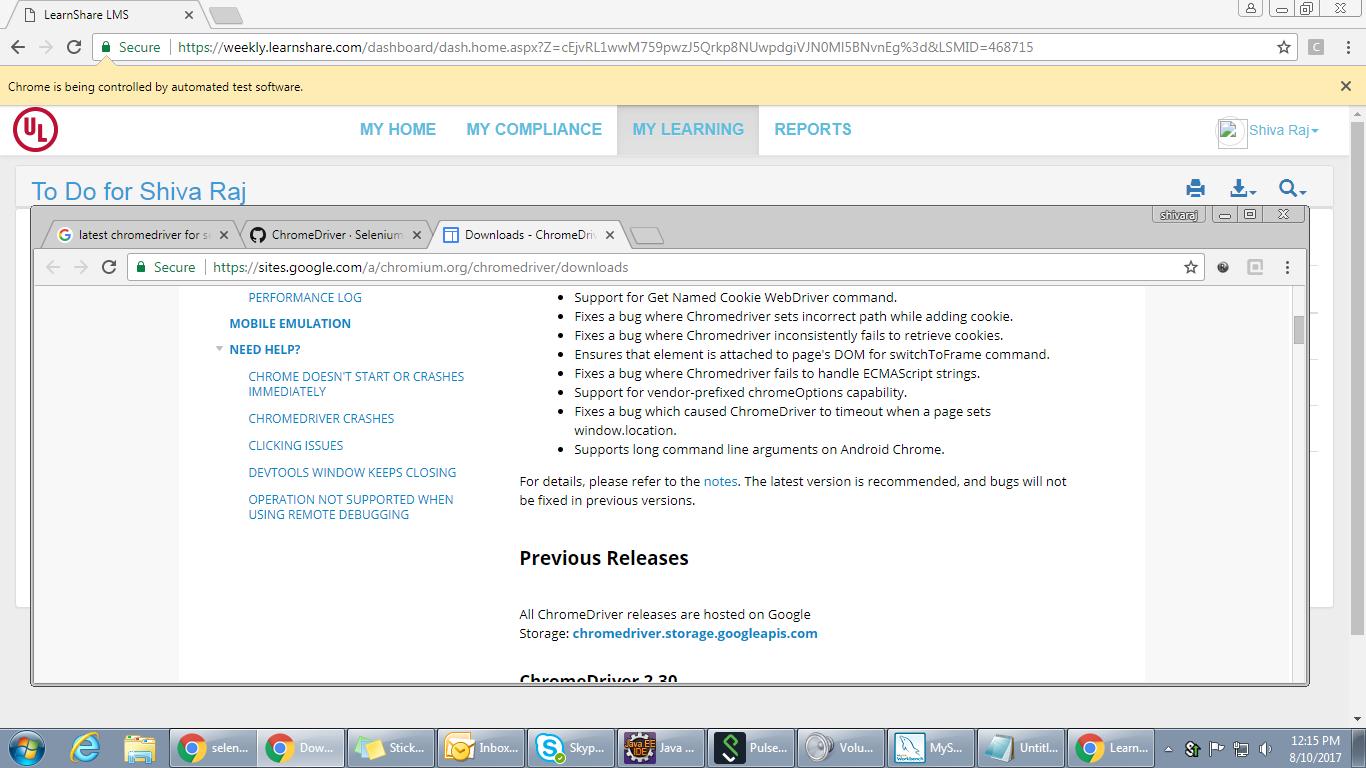 LearnShare LMS
Secure https://weekly.learnshare.com/dashboard/dash.home.aspx?Z=cEjvRL1wwM759pwzJ5Qrkp8NUwpdgiVJN0MI5BNvnEg%3d&LSMID=468715
Chrome is being controlled by automated test software.
UL
MY HOME MY COMPLIANCE MY LEARNING REPORTS
Shiva Raj
To Do for Shiva Raj
shivaraj
latest chromedriver for s ChromeDriver · Selenium Downloads - ChromeDri
Secure https://sites.google.com/a/chromium.org/chromedriver/downloads
PERFORMANCE LOG
MOBILE EMULATION
NEED HELP?
CHROME DOESN'T START OR CRASHES
IMMEDIATELY
CHROMEDRIVER CRASHES
CLICKING ISSUES
DEVTOOLS WINDOW KEEPS CLOSING
OPERATION NOT SUPPORTED WHEN
USING REMOTE DEBUGGING
• Support for Get Named Cookie WebDriver command.
• Fixes a bug where Chromedriver sets incorrect path while adding cookie.
• Fixes a bug where Chromedriver inconsistently fails to retrieve cookies.
• Ensures that element is attached to page's DOM for switchToFrame command.
• Fixes a bug where Chromedriver fails to handle ECMAScript strings.
• Support for vendor-prefixed chromeOptions capability.
• Fixes a bug which caused ChromeDriver to timeout when a page sets
window.location.
• Supports long command line arguments on Android Chrome.
For details, please refer to the notes. The latest version is recommended, and bugs will not
be fixed in previous versions.
Previous Releases
All ChromeDriver releases are hosted on Google
Storage: chromedriver.storage.googleapis.com
ChromeDriver 2.30
selen... Dow... Stick... Inbox... Skyp... Java ... Pulse... Volu... MyS... Untitl... Learn...
12:15 PM
8/10/2017